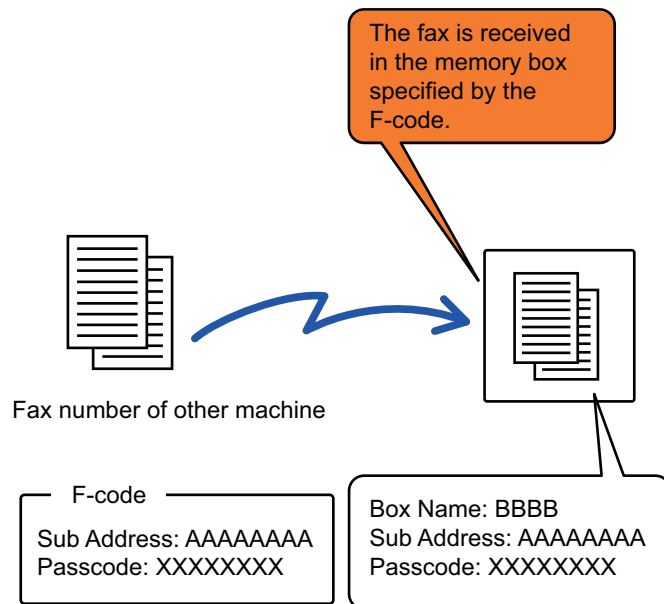 The fax is received
in the memory box
specified by the
F-code.
Fax number of other machine
F-code
Sub Address: AAAAAAAA
Passcode: XXXXXXXX
Box Name: BBBB
Sub Address: AAAAAAAA
Passcode: XXXXXXXX